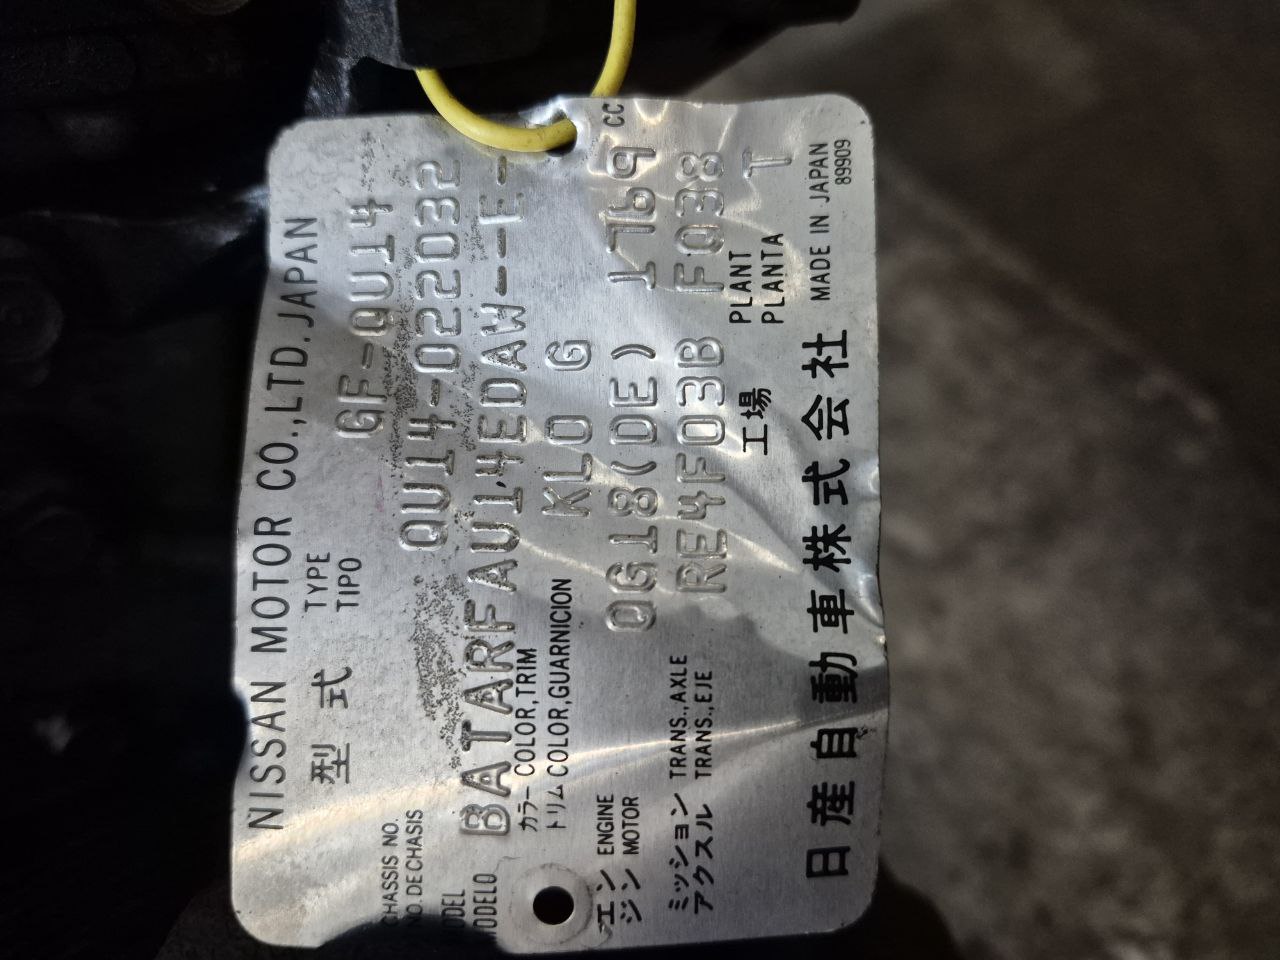 NISSAN MOTOR CO.,LTD. JAPAN
型式 TYPE TIPO GF-QU14
CHASSIS NO. NO. DE CHASIS QU14-022032
MODEL MODELO BATARFAU14EDAW--E-
カラー COLOR,TRIM
トリム COLOR,GUARNICION KL0 G
エンジン ENGINE MOTOR QG18(DE) 1769 CC
ミッション TRANS.,AXLE
アクスル TRANS.,EJE RE4F03B FQ38
工場 PLANT PLANTA T
日産自動車株式会社 MADE IN JAPAN
89909